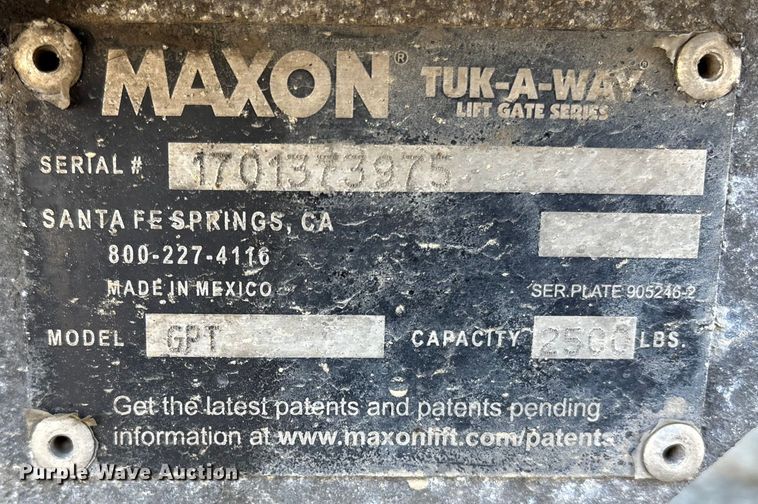 MAXON® TUK-A-WAY®
LIFT GATE SERIES
SERIAL # 1701373975
SANTA FE SPRINGS, CA
800-227-4116
MADE IN MEXICO
SER. PLATE 905246-2
MODEL GPT CAPACITY 2500 LBS.
Get the latest patents and patents pending
information at www.maxonlift.com/patents
Purple Wave Auction